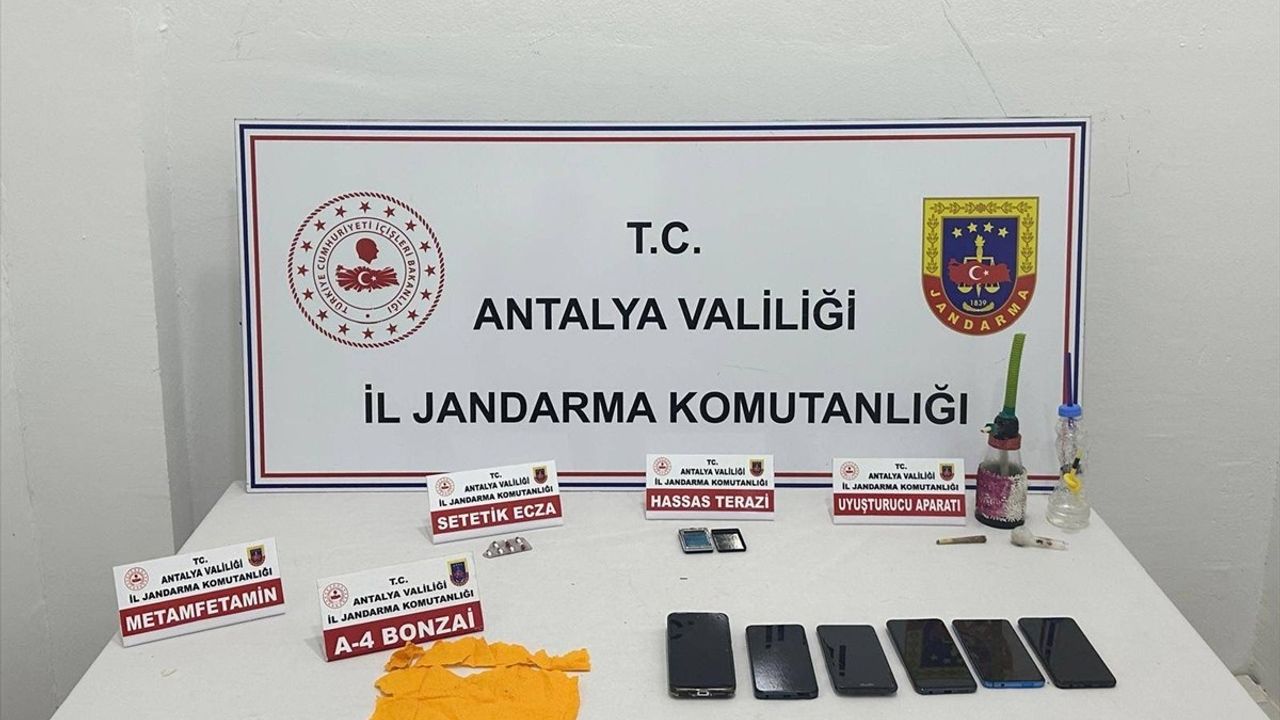 T.C.
ANTALYA VALİLİĞİ
İL JANDARMA KOMUTANLIĞI
TÜRKİYE CUMHURİYETİ İÇİŞLERİ BAKANLIĞI
1839
JANDARMA
T.C.
ANTALYA VALİLİĞİ
İL JANDARMA KOMUTANLIĞI
SETETİK ECZA
T.C.
ANTALYA VALİLİĞİ
İL JANDARMA KOMUTANLIĞI
HASSAS TERAZİ
T.C.
ANTALYA VALİLİĞİ
İL JANDARMA KOMUTANLIĞI
UYUŞTURUCU APARATI
T.C.
ANTALYA VALİLİĞİ
İL JANDARMA KOMUTANLIĞI
METAMFETAMİN
T.C.
ANTALYA VALİLİĞİ
İL JANDARMA KOMUTANLIĞI
A-4 BONZAİ